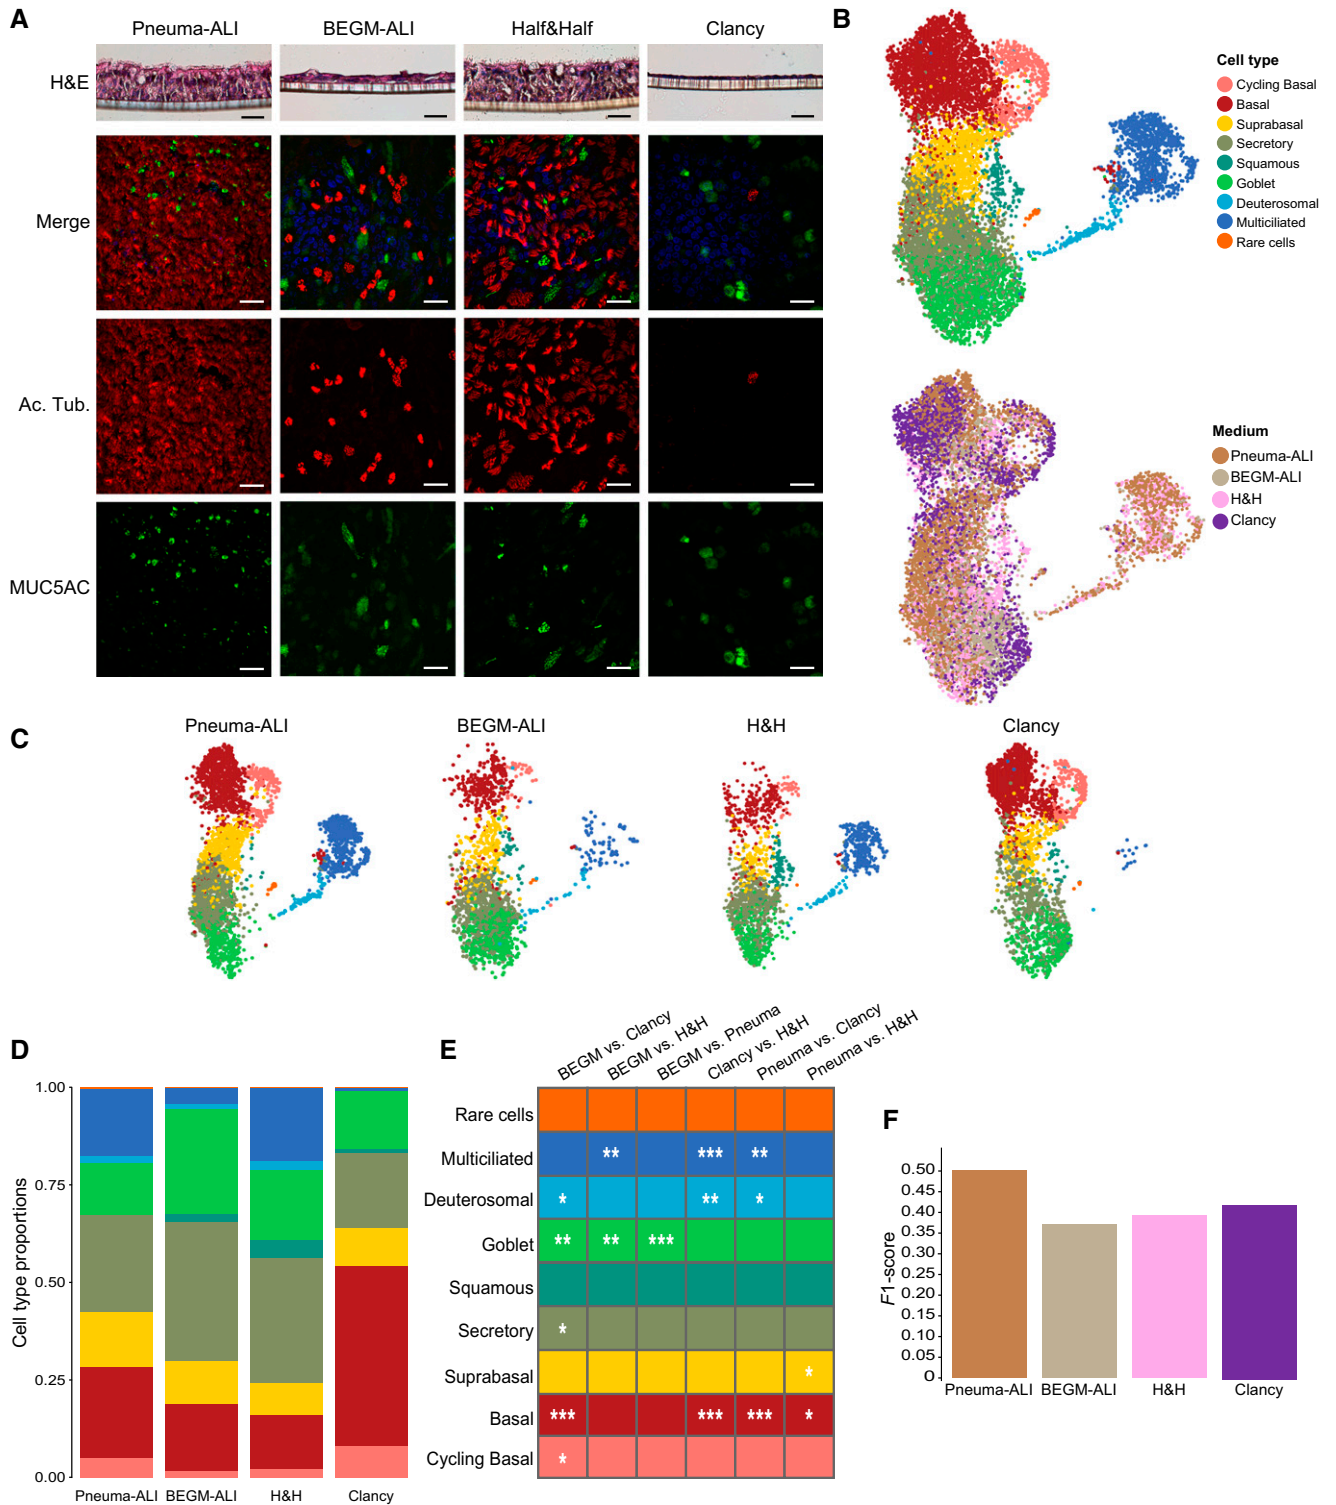 A
Pneuma-ALI
BEGM-ALI
Half&Half
Clancy
H&E
Merge
Ac. Tub.
MUC5AC
B
Cell type
Cycling Basal
Basal
Suprabasal
Secretory
Squamous
Goblet
Deuterosomal
Multiciliated
Rare cells
Medium
Pneuma-ALI
BEGM-ALI
H&H
Clancy
C
Pneuma-ALI
BEGM-ALI
H&H
Clancy
D
Cell type proportions
1.00
0.75
0.50
0.25
0.00
Pneuma-ALI
BEGM-ALI
H&H
Clancy
E
BEGM vs. Clancy
BEGM vs. H&H
BEGM vs. Pneuma
Clancy vs. H&H
Pneuma vs. Clancy
Pneuma vs. H&H
Rare cells
Multiciliated ** *** **
Deuterosomal * ** *
Goblet ** ** ***
Squamous
Secretory *
Suprabasal *
Basal *** *** *** *
Cycling Basal *
F
F1-score
0.50
0.45
0.40
0.35
0.30
0.25
0.20
0.15
0.10
0.05
0
Pneuma-ALI
BEGM-ALI
H&H
Clancy